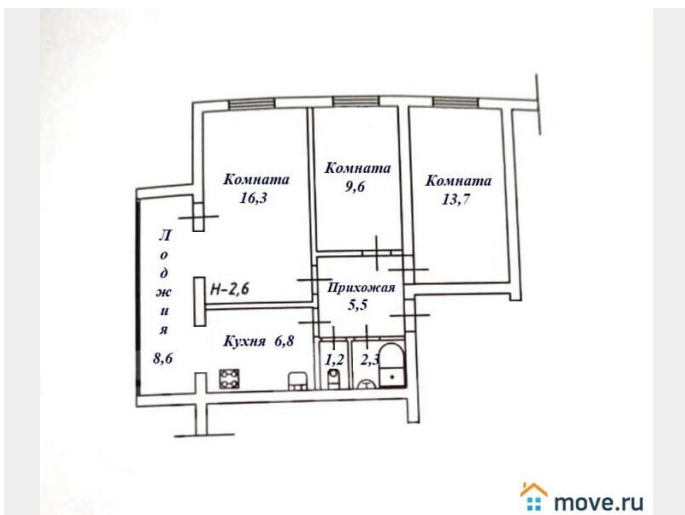 Комната
16,3
Комната
9,6
Комната
13,7
Лоджия
8,6
Н-2,6
Прихожая
5,5
Кухня 6,8
1,2
2,3
move.ru